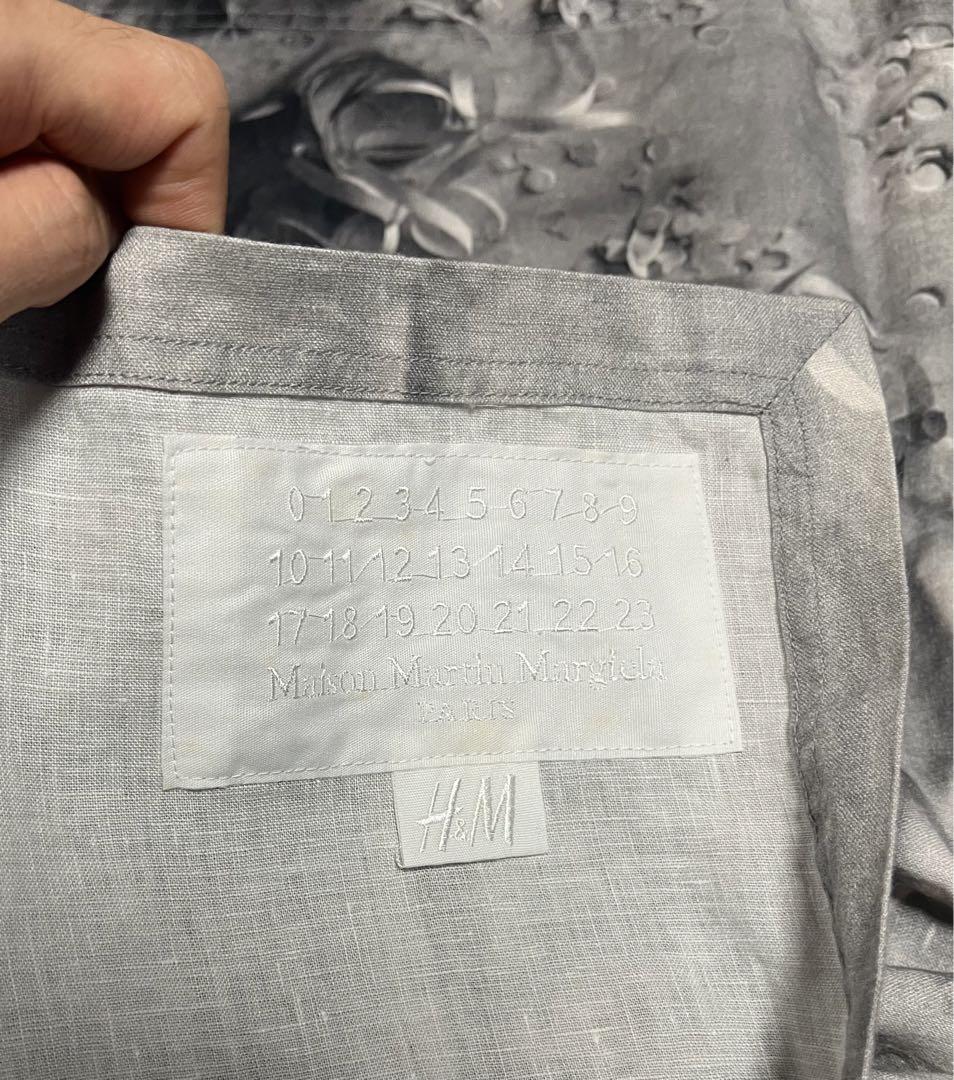 0 1 2 3 4 5 6 7 8 9
10 11 12 13 14 15 16
17 18 19 20 21 22 23
Maison Martin Margiela
PARIS
H&M